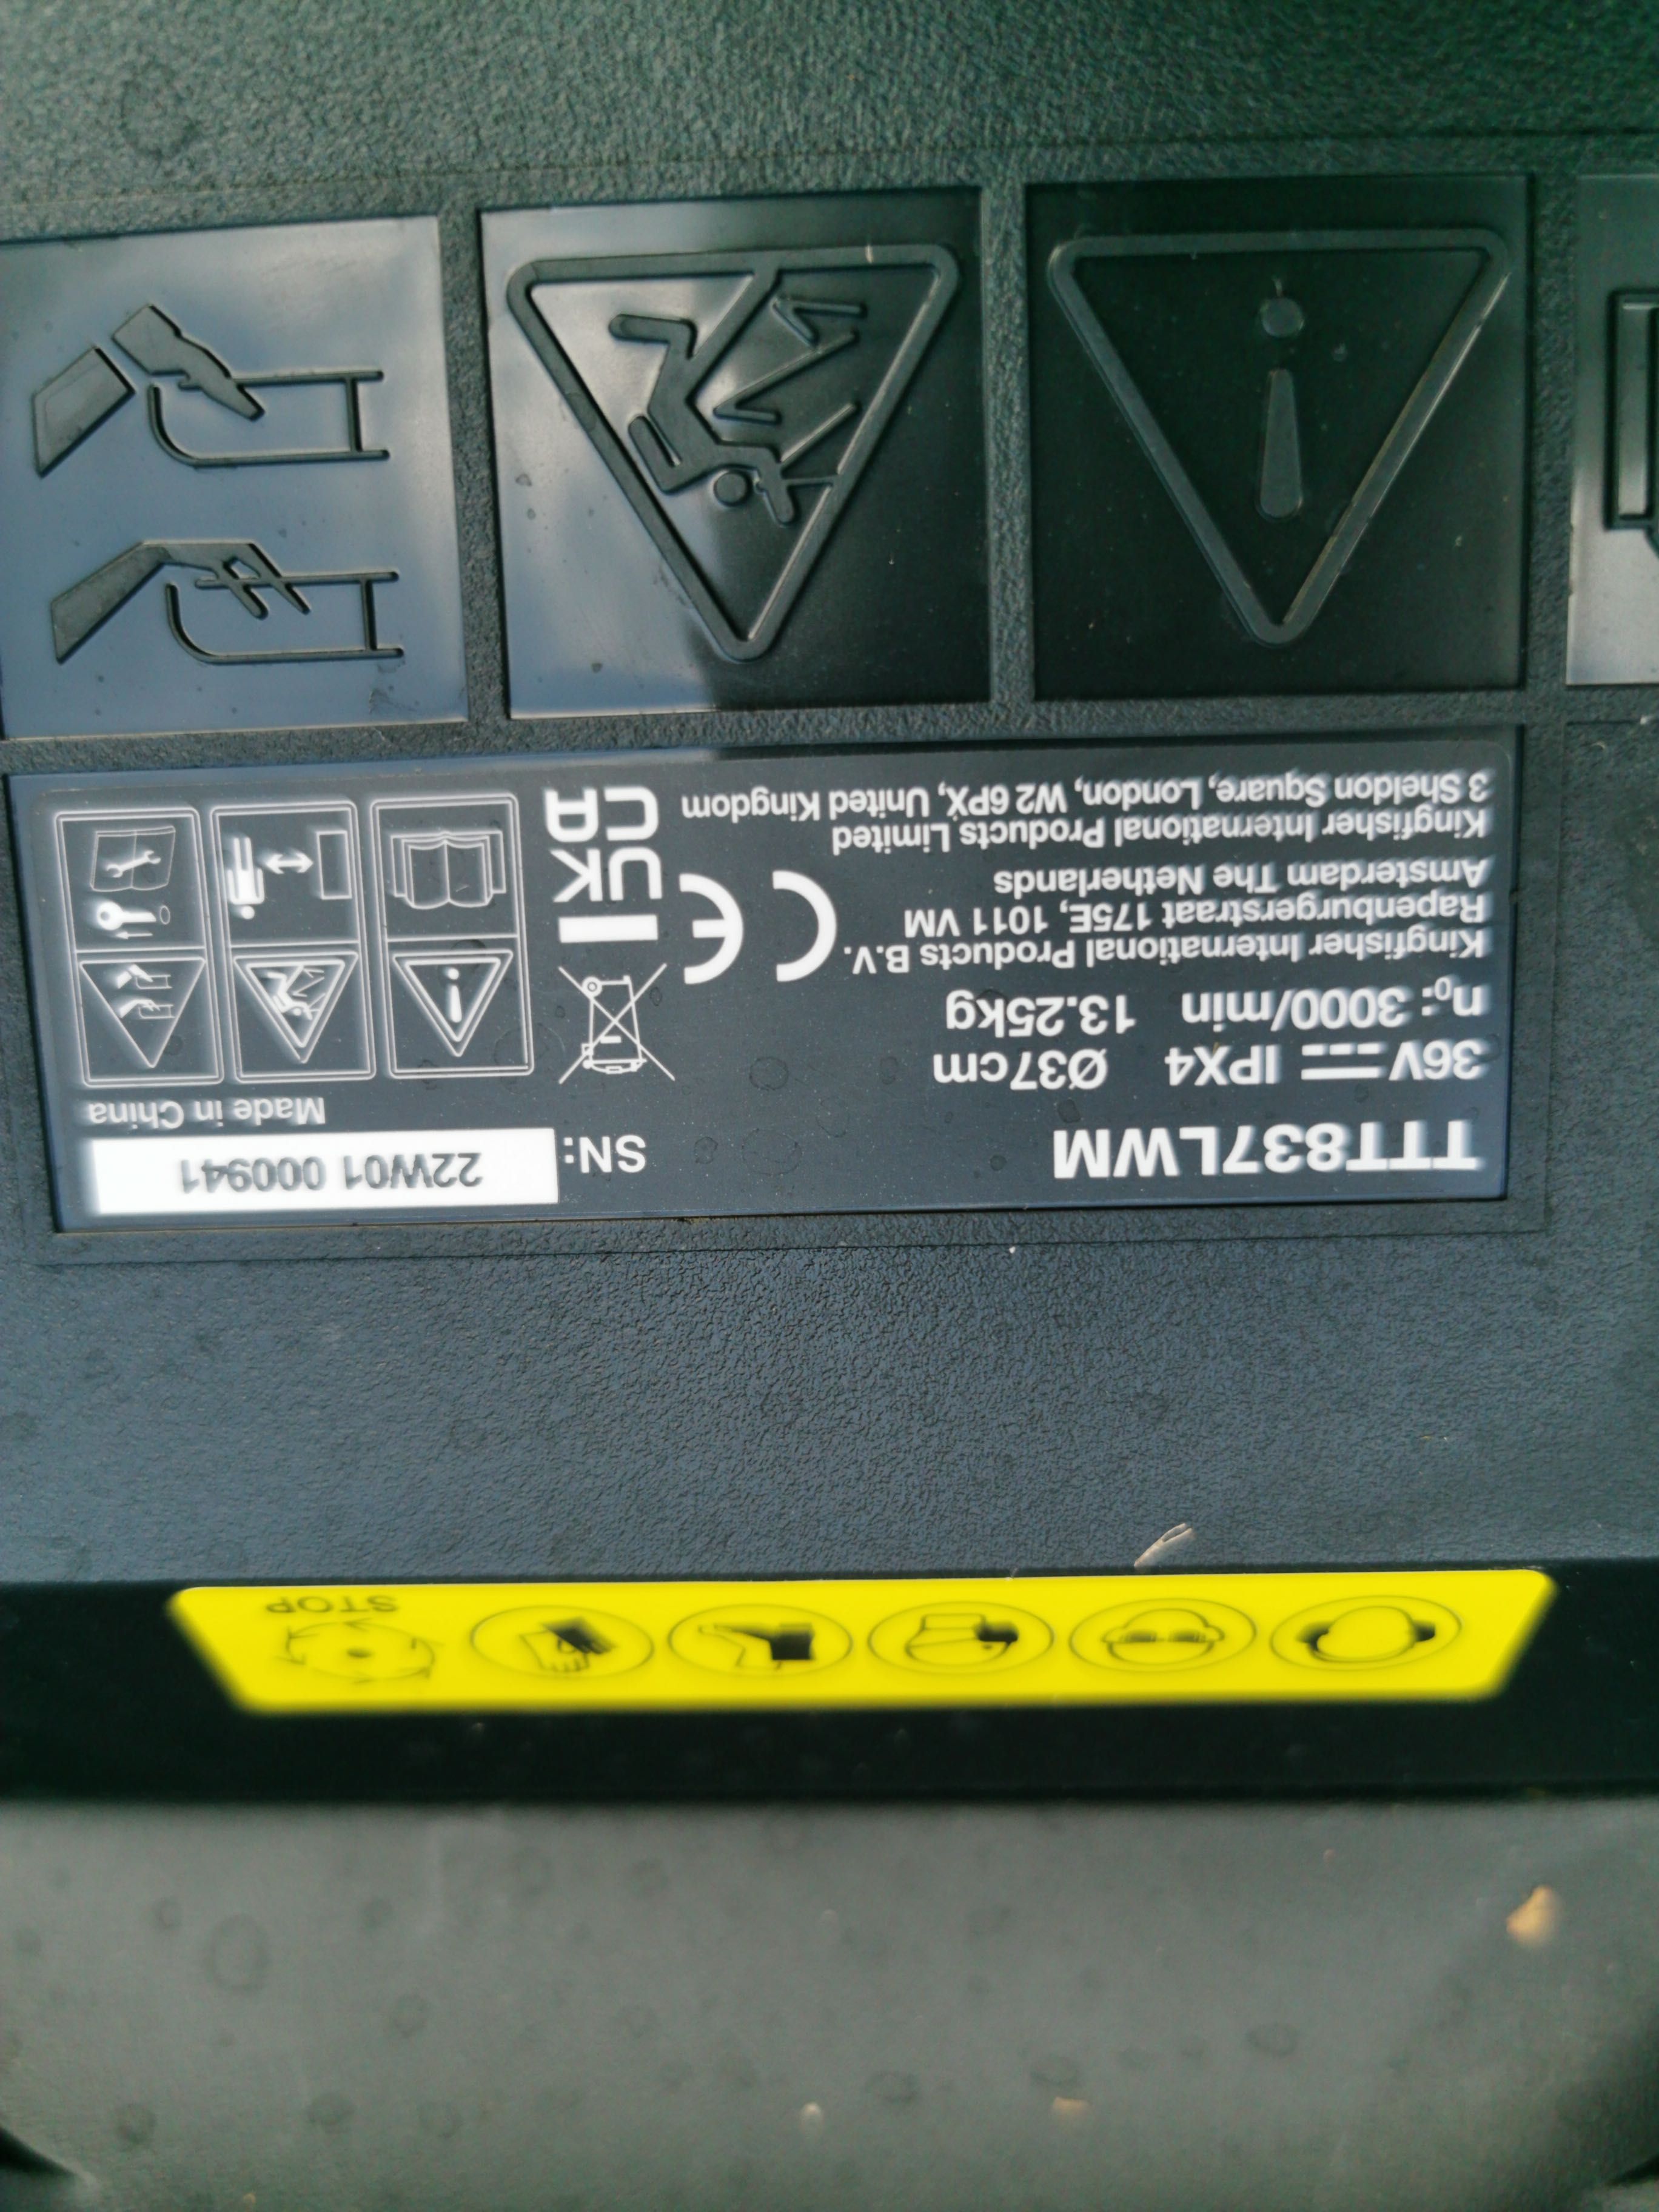 TTT837LWM
SN: 22W01 000941
Made in China
36V IPX4 Ø37cm
n₀: 3000/min 13.25kg
Kingfisher International Products B.V.
Rapenburgerstraat 175E, 1011 VM
Amsterdam The Netherlands
Kingfisher International Products Limited
3 Sheldon Square, London, W2 6PX, United Kingdom
CE
UK
CA
STOP